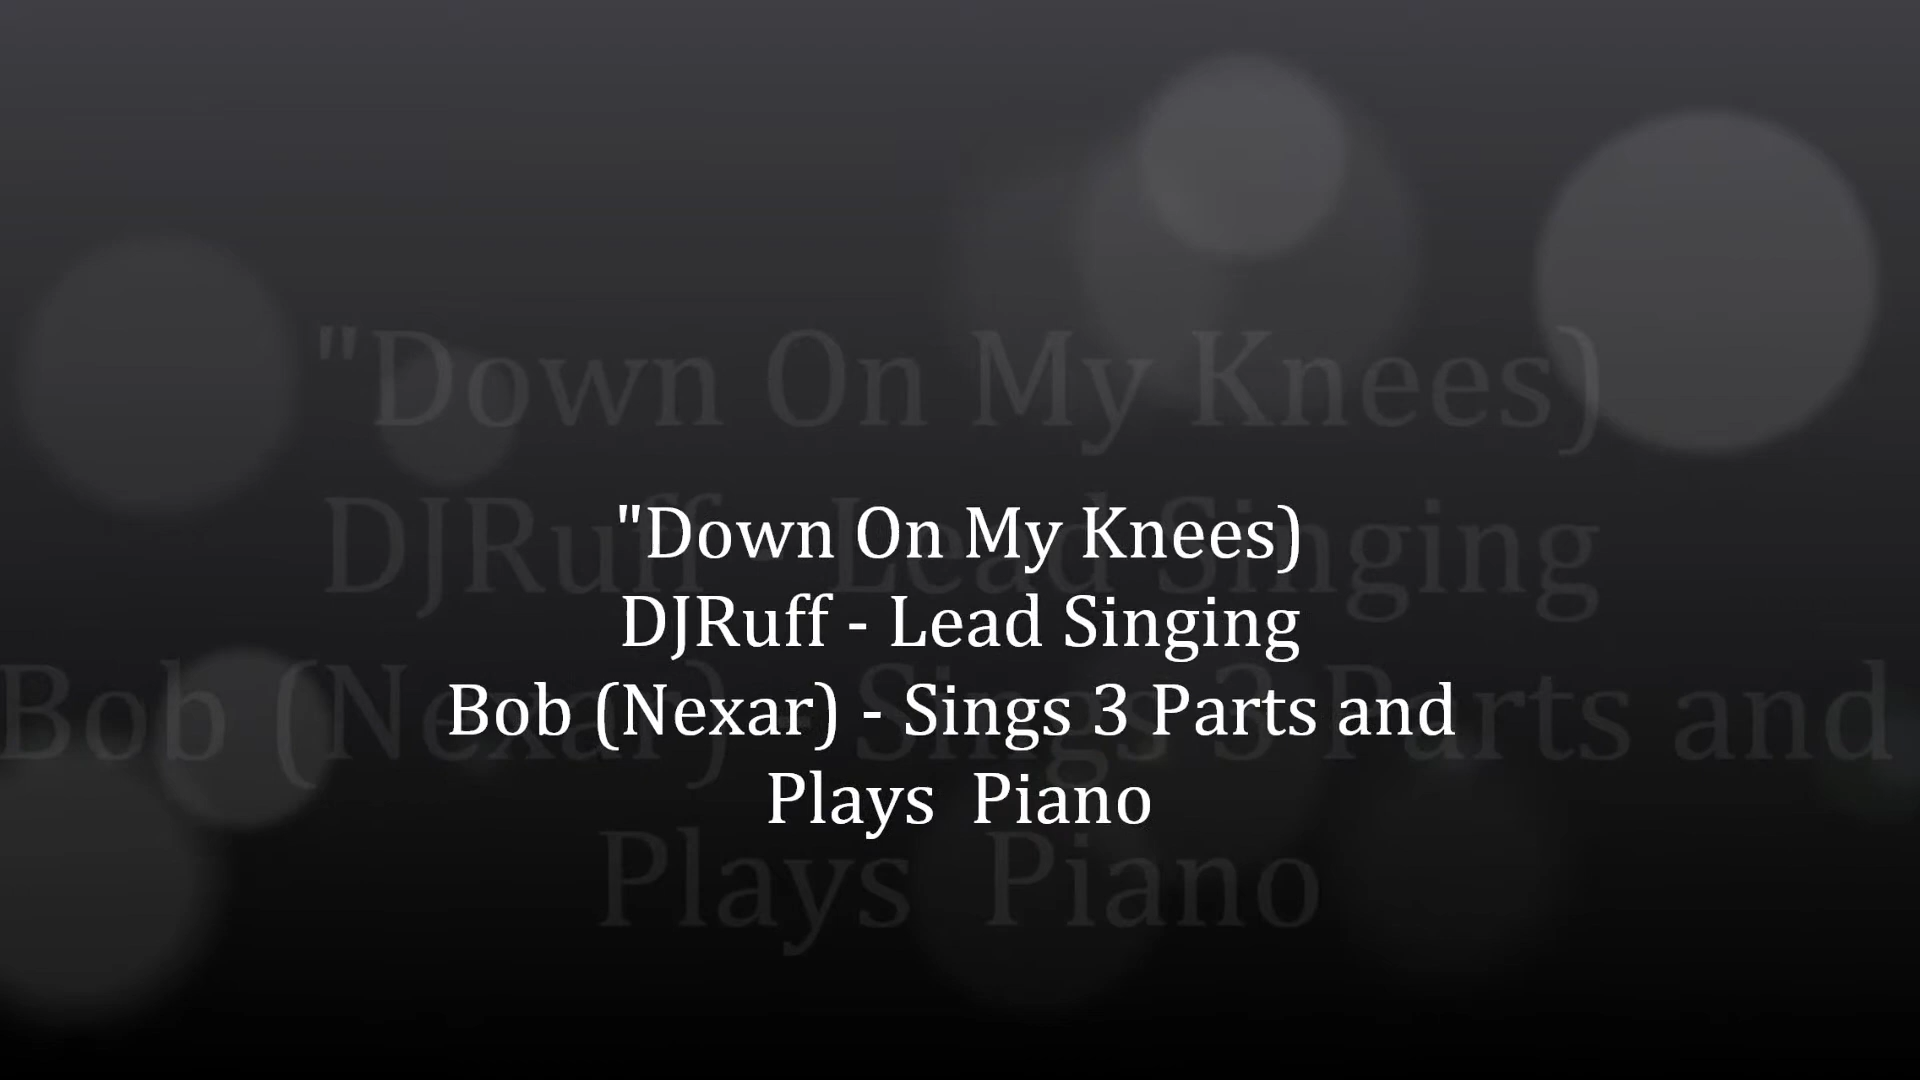 "Down On My Knees)
DJRuff - Lead Singing
Bob (Nexar) - Sings 3 Parts and
Plays  Piano